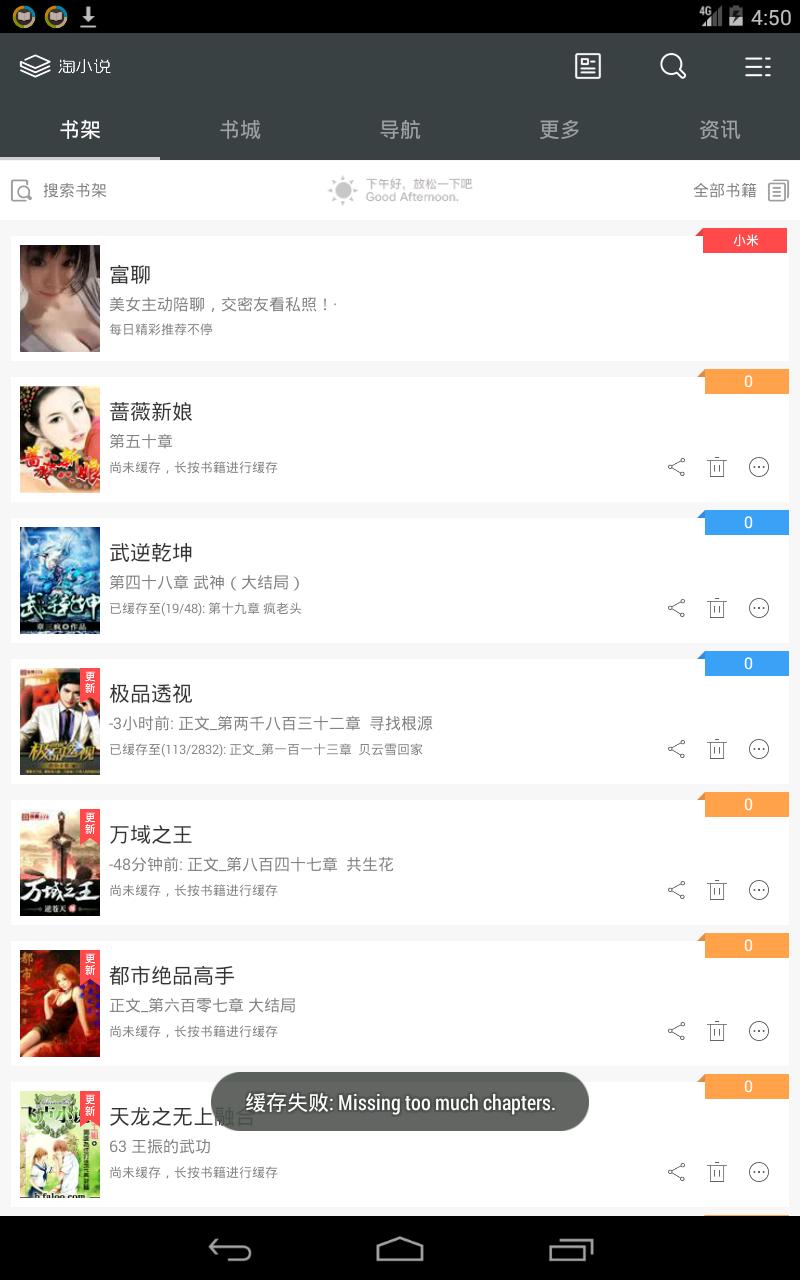 4G 4:50
淘小说
书架 书城 导航 更多 资讯
搜索书架
下午好，放松一下吧
Good Afternoon.
全部书籍
小米
富聊
美女主动陪聊，交密友看私照！·
每日精彩推荐不停
0
蔷薇新娘
第五十章
尚未缓存，长按书籍进行缓存
0
武逆乾坤
第四十八章 武神（大结局）
已缓存至(19/48): 第十九章 疯老头
0
更新
极品透视
-3小时前: 正文_第两千八百三十二章 寻找根源
已缓存至(113/2832): 正文_第一百一十三章 贝云雪回家
0
更新
万域之王
万域之王
逆苍天
-48分钟前: 正文_第八百四十七章 共生花
尚未缓存，长按书籍进行缓存
0
更新
都市绝品高手
正文_第六百零七章 大结局
尚未缓存，长按书籍进行缓存
0
更新
天龙之无上融合
63 王振的武功
尚未缓存，长按书籍进行缓存
缓存失败: Missing too much chapters.